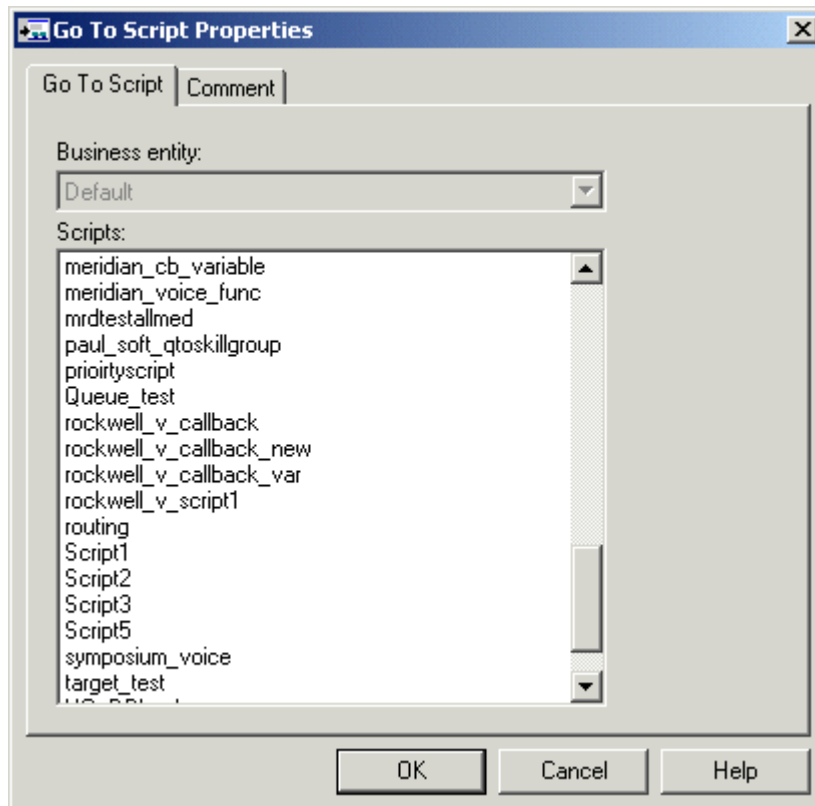 Go To Script Properties
Go To Script Comment
Business entity:
Default
Scripts:
meridian_cb_variable
meridian_voice_func
mrdtestallmed
paul_soft_qtoskillgroup
prioirtyscript
Queue_test
rockwell_v_callback
rockwell_v_callback_new
rockwell_v_callback_var
rockwell_v_script1
routing
Script1
Script2
Script3
Script5
symposium_voice
target_test
OK Cancel Help